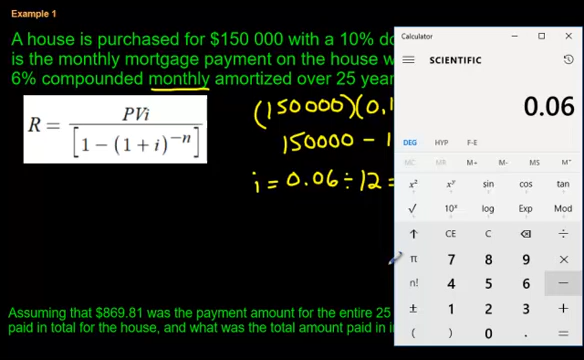 Example 1
A house is purchased for $150 000 with a 10% do
is the monthly mortgage payment on the house w
6% compounded monthly amortized over 25 year
R = PVi / [1 − (1 + i)^−n]
(150000)(0.1
150000 − 1
i = 0.06 ÷ 12 =
Assuming that $869.81 was the payment amount for the entire 25
paid in total for the house, and what was the total amount paid in i
Calculator
SCIENTIFIC
0.06
DEG HYP F-E
MC MR M+ M- MS M˅
x² xʸ sin cos tan
√ 10ˣ log Exp Mod
↑ CE C ⌫ ÷
π 7 8 9 ×
n! 4 5 6 −
± 1 2 3 +
( ) 0 . =